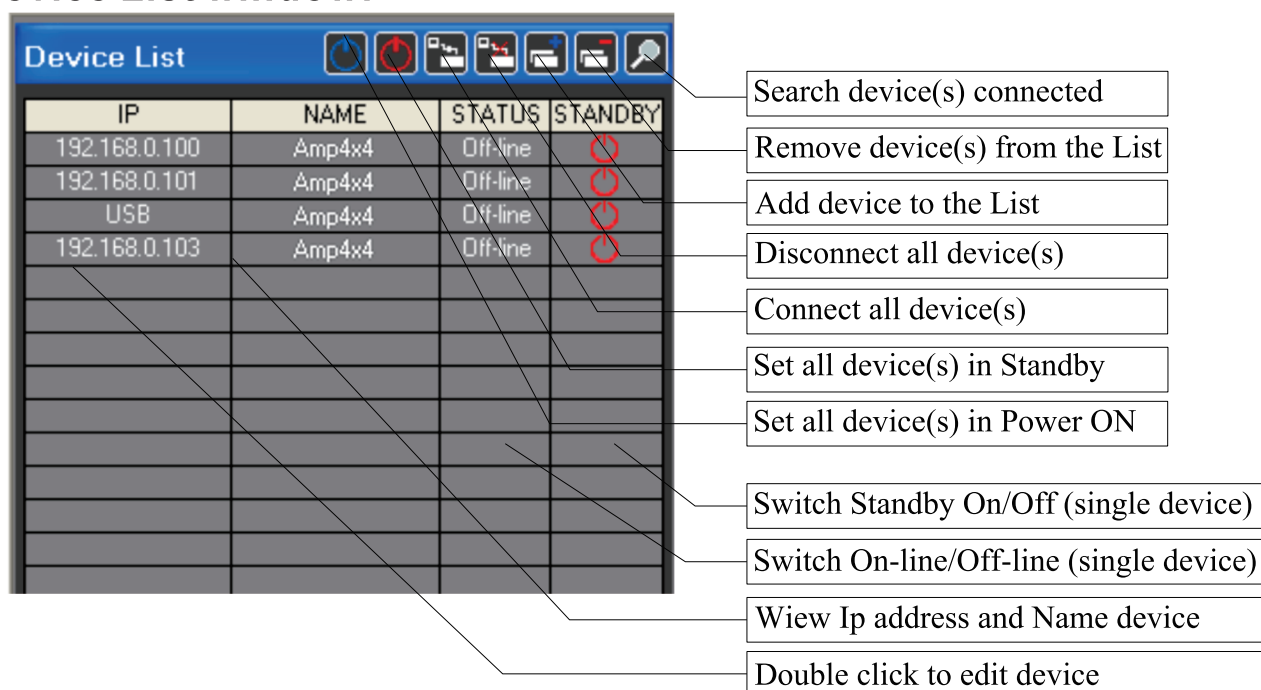 Device List
IP NAME STATUS STANDBY
192.168.0.100 Amp4x4 Off-line
192.168.0.101 Amp4x4 Off-line
USB Amp4x4 Off-line
192.168.0.103 Amp4x4 Off-line
Search device(s) connected
Remove device(s) from the List
Add device to the List
Disconnect all device(s)
Connect all device(s)
Set all device(s) in Standby
Set all device(s) in Power ON
Switch Standby On/Off (single device)
Switch On-line/Off-line (single device)
Wiew Ip address and Name device
Double click to edit device